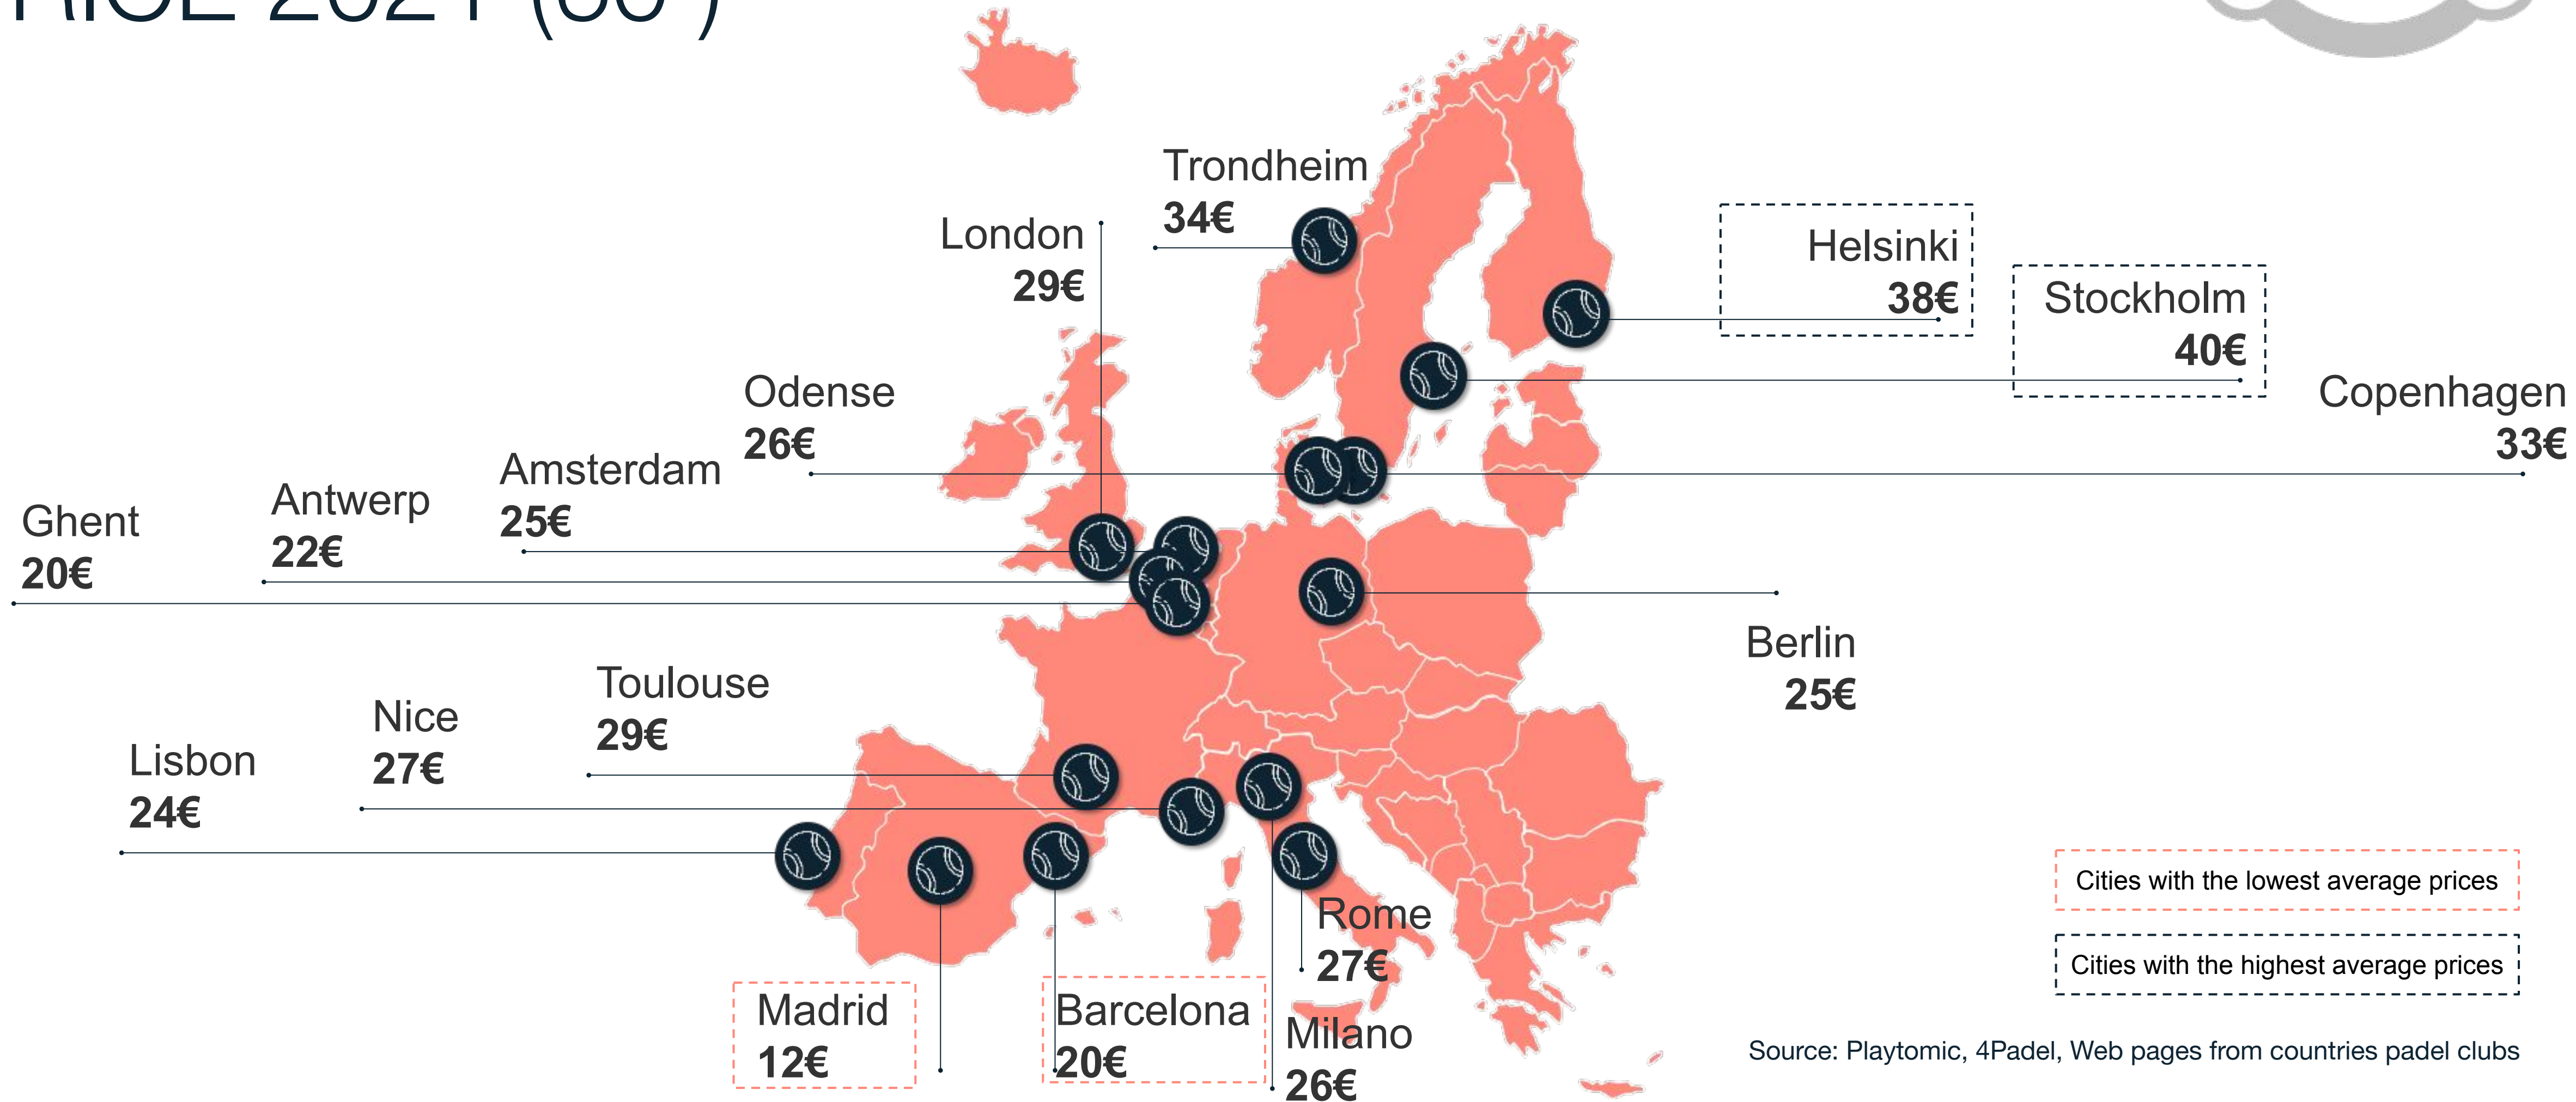 Trondheim
34€
London
29€
Helsinki
38€
Stockholm
40€
Odense
26€
Copenhagen
33€
Amsterdam
25€
Antwerp
22€
Ghent
20€
Berlin
25€
Toulouse
29€
Nice
27€
Lisbon
24€
Rome
27€
Madrid
12€
Barcelona
20€
Milano
26€
Cities with the lowest average prices
Cities with the highest average prices
Source: Playtomic, 4Padel, Web pages from countries padel clubs